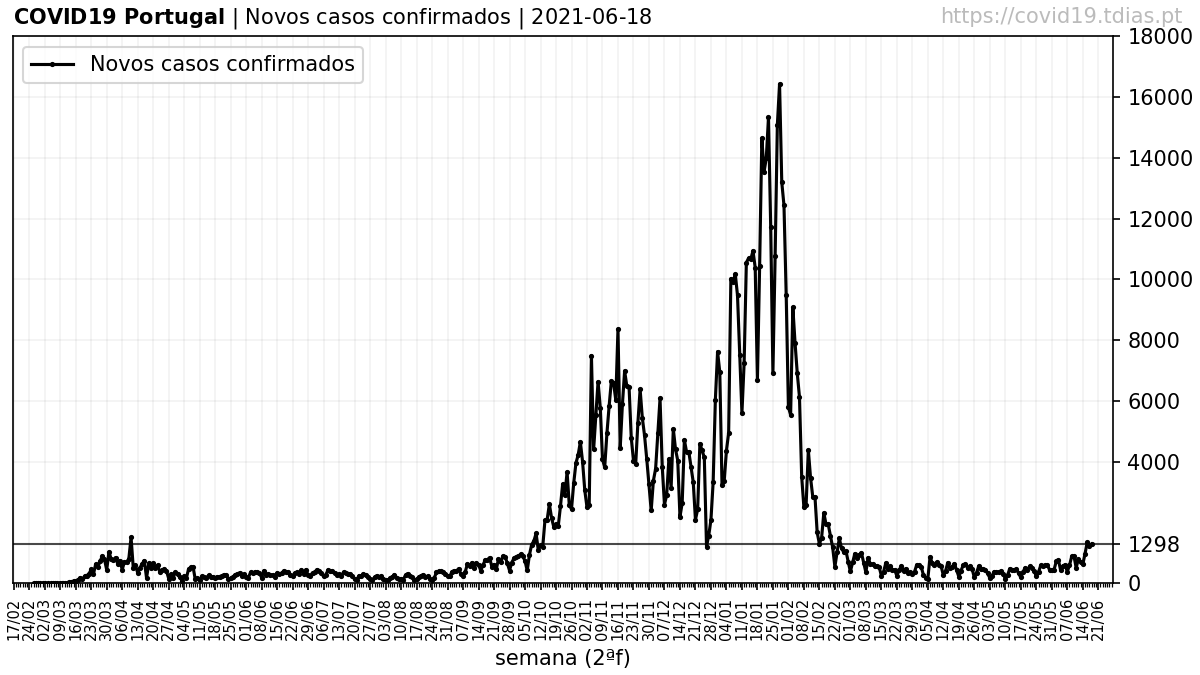 COVID19 Portugal | Novos casos confirmados | 2021-06-18
https://covid19.tdias.pt
Novos casos confirmados
18000
16000
14000
12000
10000
8000
6000
4000
1298
0
17/02 24/02 02/03 09/03 16/03 23/03 30/03 06/04 13/04 20/04 27/04 04/05 11/05 18/05 25/05 01/06 08/06 15/06 22/06 29/06 06/07 13/07 20/07 27/07 03/08 10/08 17/08 24/08 31/08 07/09 14/09 21/09 28/09 05/10 12/10 19/10 26/10 02/11 09/11 16/11 23/11 30/11 07/12 14/12 21/12 28/12 04/01 11/01 18/01 25/01 01/02 08/02 15/02 22/02 01/03 08/03 15/03 22/03 29/03 05/04 12/04 19/04 26/04 03/05 10/05 17/05 24/05 31/05 07/06 14/06 21/06
semana (2ªf)